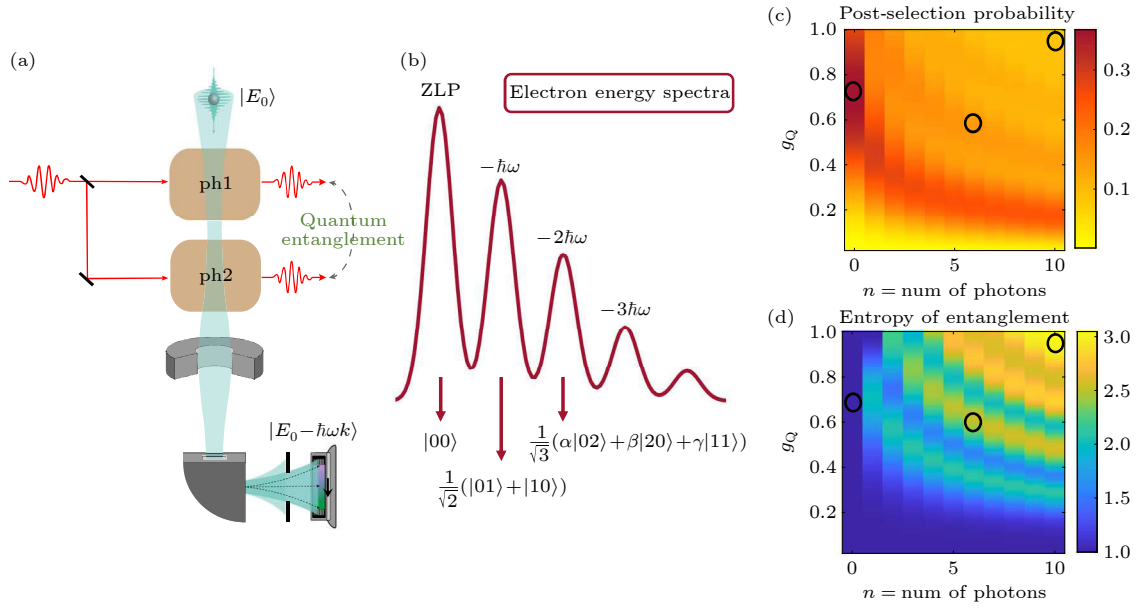 (a)
|E₀⟩
ph1
Quantum
entanglement
ph2
|E₀−ħωk⟩
(b)
Electron energy spectra
ZLP
−ħω
−2ħω
−3ħω
|00⟩
1/√2(|01⟩+|10⟩)
1/√3(α|02⟩+β|20⟩+γ|11⟩)
(c)
Post-selection probability
1.0
0.8
0.6
0.4
0.2
g_Q
0
5
10
n = num of photons
0.3
0.2
0.1
(d)
Entropy of entanglement
1.0
0.8
0.6
0.4
0.2
g_Q
0
5
10
n = num of photons
3.0
2.5
2.0
1.5
1.0